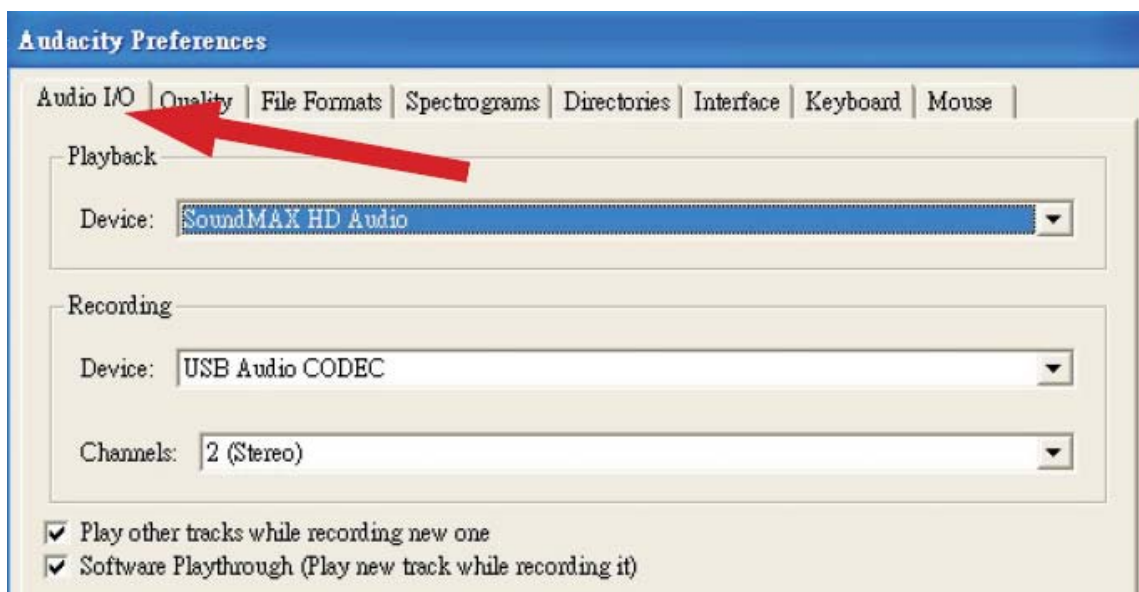 Audacity Preferences
Audio I/O Quality File Formats Spectrograms Directories Interface Keyboard Mouse
Playback
Device: SoundMAX HD Audio
Recording
Device: USB Audio CODEC
Channels: 2 (Stereo)
Play other tracks while recording new one
Software Playthrough (Play new track while recording it)